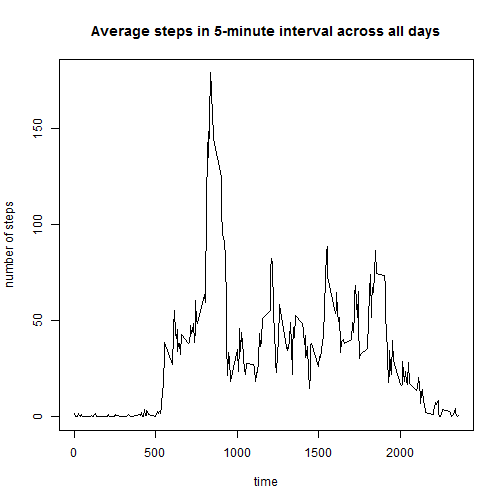 Average steps in 5-minute interval across all days
number of steps
150
100
50
0
0 500 1000 1500 2000
time